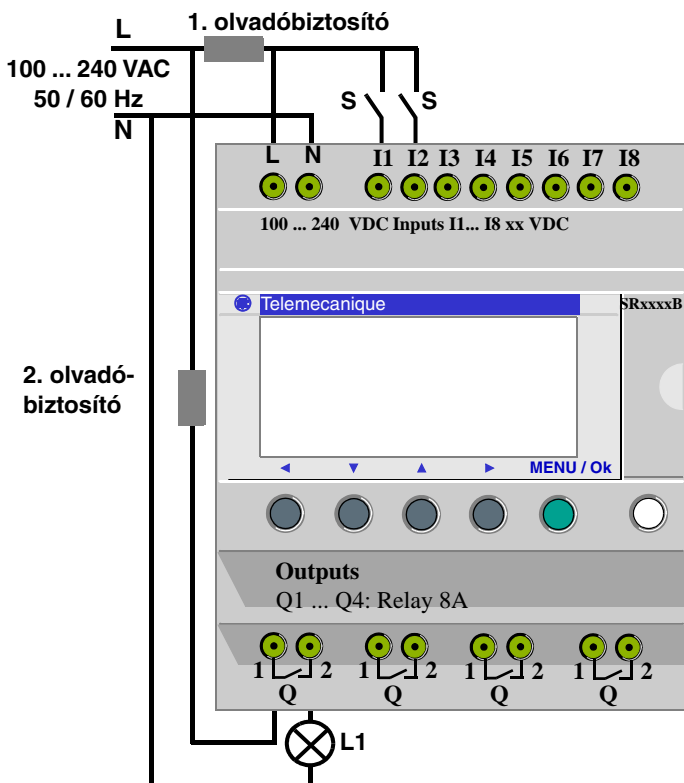 1. olvadóbiztosító
L
100 ... 240 VAC
50 / 60 Hz
N
S S
L N I1 I2 I3 I4 I5 I6 I7 I8
100 ... 240 VDC Inputs I1... I8 xx VDC
Telemecanique
SRxxxxB
2. olvadó-
biztosító
MENU / Ok
Outputs
Q1 ... Q4: Relay 8A
1 2 1 2 1 2 1 2
Q Q Q Q
L1